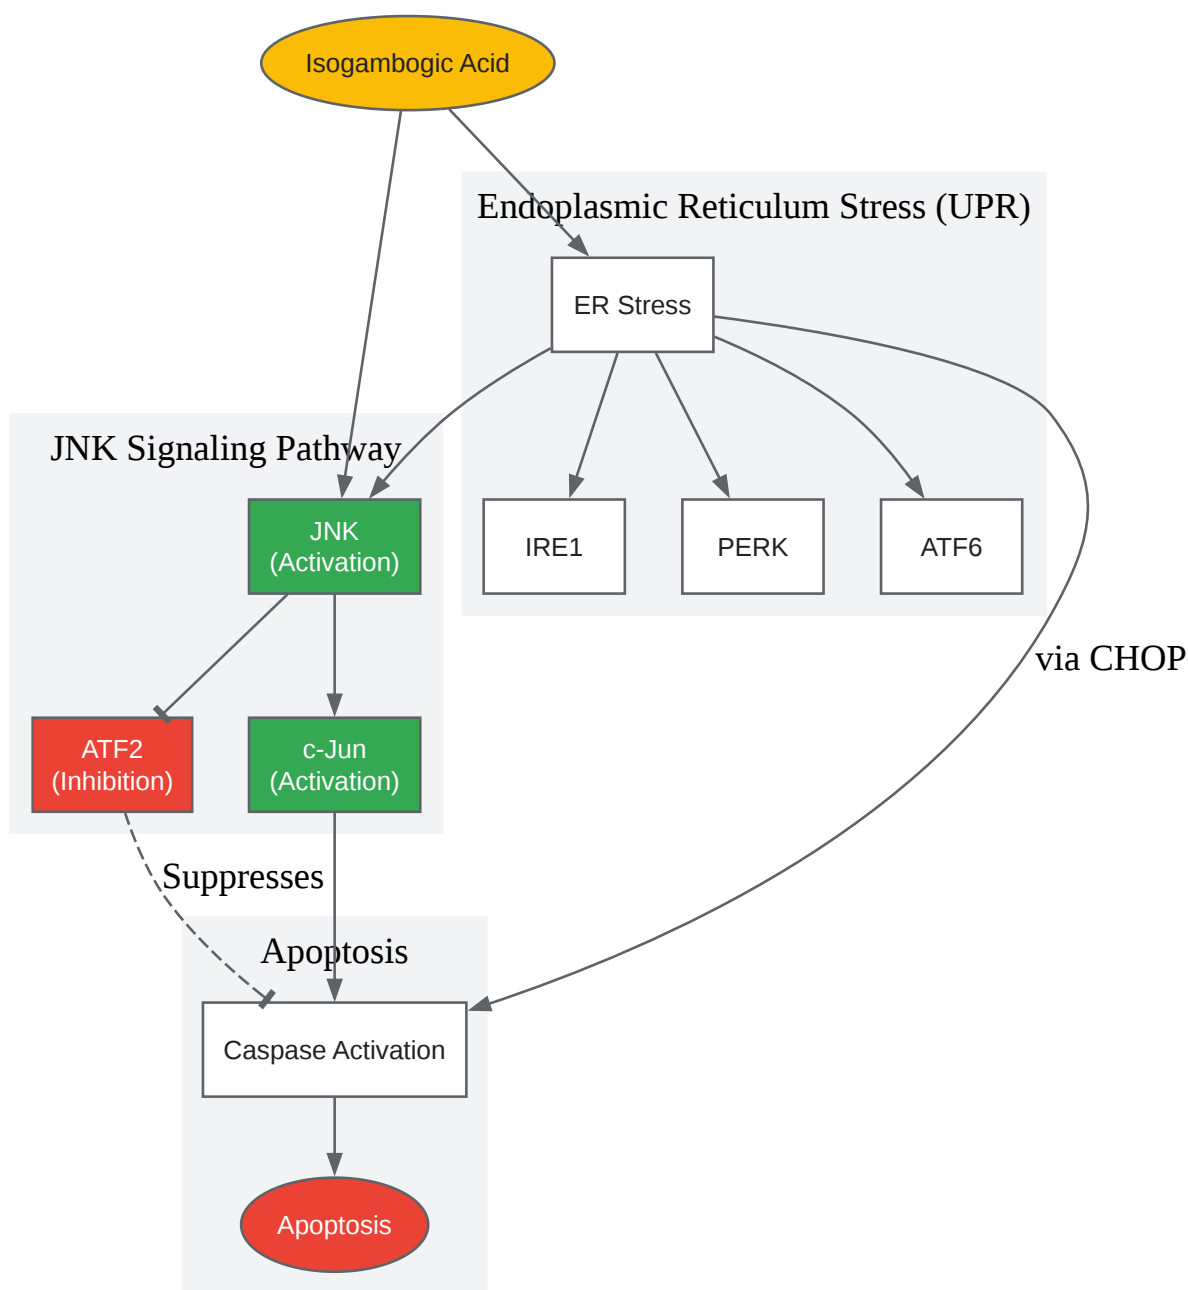 Isogambogic Acid
Endoplasmic Reticulum Stress (UPR)
ER Stress
JNK Signaling Pathway
JNK
(Activation)
IRE1
PERK
ATF6
via CHOP
ATF2
(Inhibition)
c-Jun
(Activation)
Suppresses
Apoptosis
Caspase Activation
Apoptosis